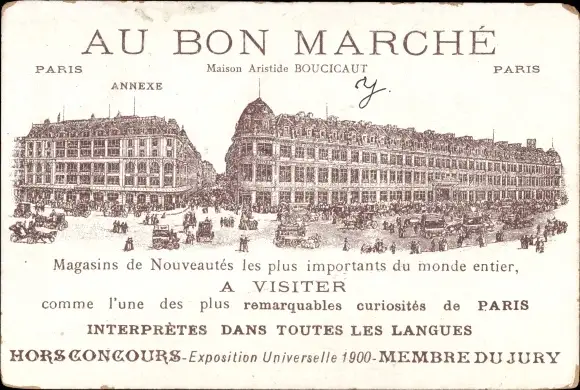 AU BON MARCHÉ
PARIS Maison Aristide BOUCICAUT PARIS
ANNEXE
y.
Magasins de Nouveautés les plus importants du monde entier,
A VISITER
comme l'une des plus remarquables curiosités de PARIS
INTERPRÈTES DANS TOUTES LES LANGUES
HORS CONCOURS-Exposition Universelle 1900-MEMBRE DU JURY